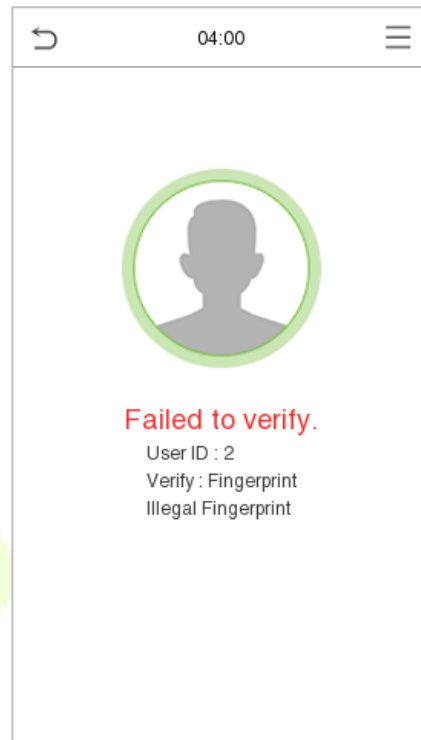 04:00
Failed to verify.
User ID : 2
Verify : Fingerprint
Illegal Fingerprint